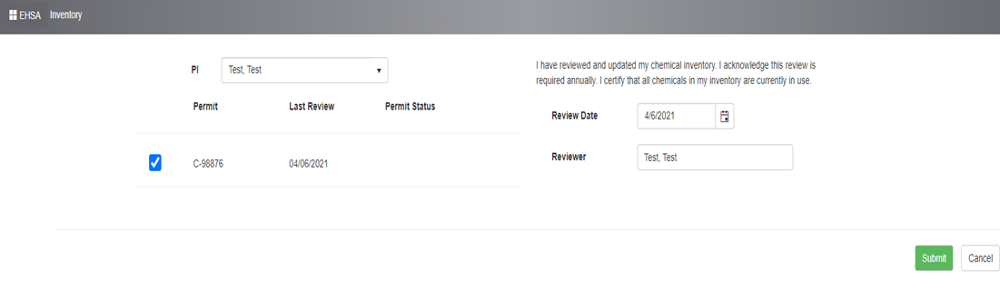 EHSA Inventory
PI Test, Test
Permit Last Review Permit Status
C-98876 04/06/2021
I have reviewed and updated my chemical inventory. I acknowledge this review is
required annually. I certify that all chemicals in my inventory are currently in use.
Review Date 4/6/2021
Reviewer Test, Test
Submit Cancel